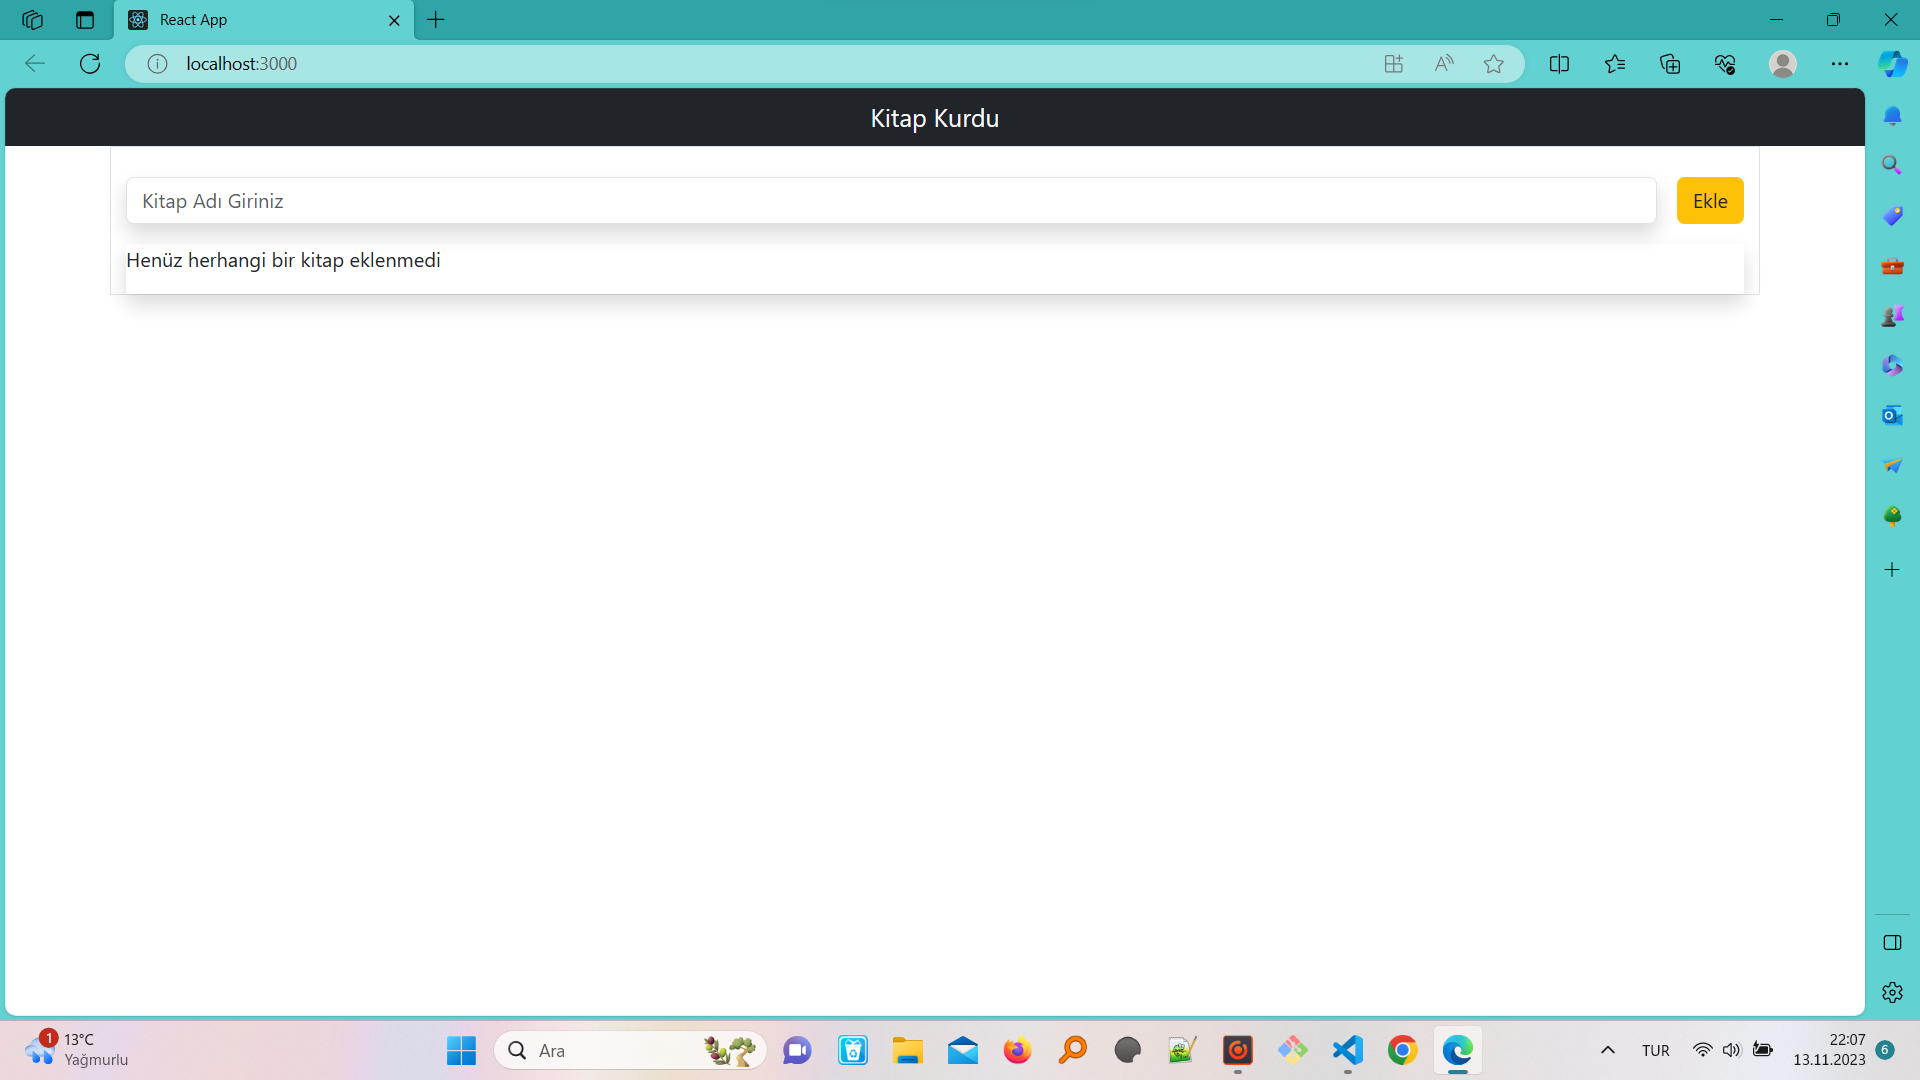 React App
localhost:3000
Kitap Kurdu
Kitap Adı Giriniz
Ekle
Henüz herhangi bir kitap eklenmedi
1
13°C
Yağmurlu
Ara
TUR
22:07
13.11.2023
6